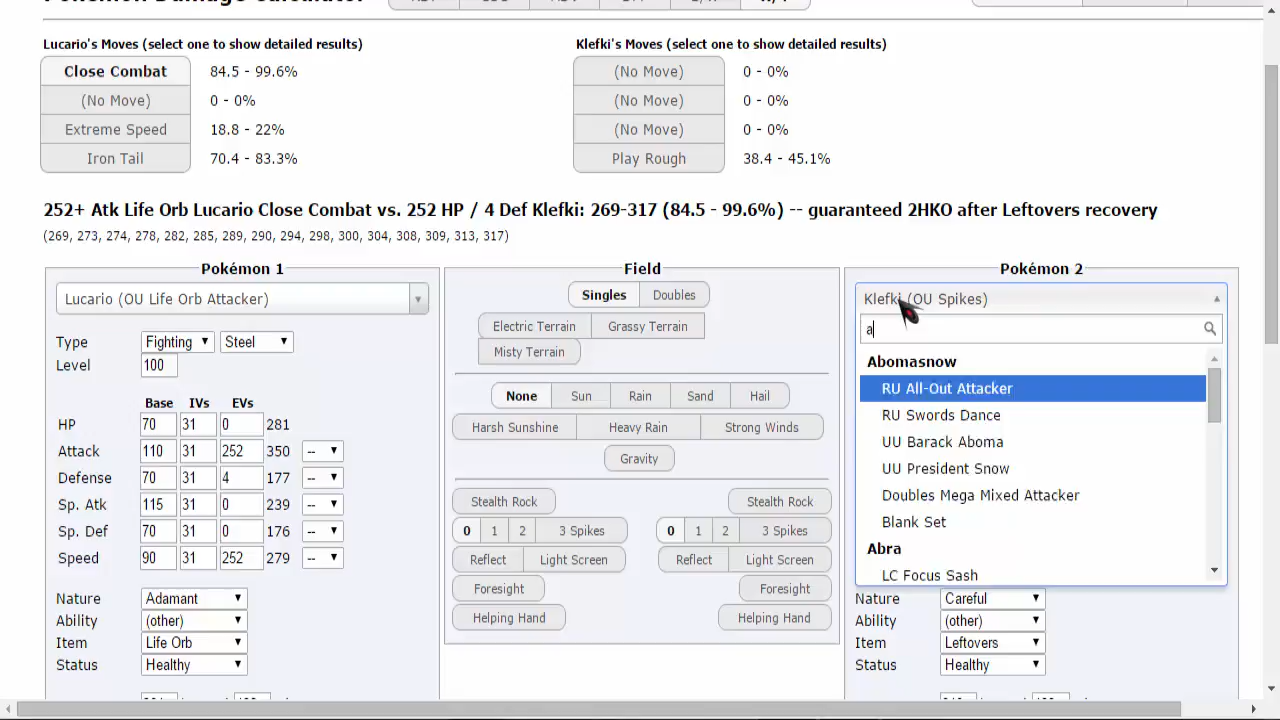 Lucario's Moves (select one to show detailed results)
Close Combat 84.5 - 99.6%
(No Move) 0 - 0%
Extreme Speed 18.8 - 22%
Iron Tail 70.4 - 83.3%
Klefki's Moves (select one to show detailed results)
(No Move) 0 - 0%
(No Move) 0 - 0%
(No Move) 0 - 0%
Play Rough 38.4 - 45.1%
252+ Atk Life Orb Lucario Close Combat vs. 252 HP / 4 Def Klefki: 269-317 (84.5 - 99.6%) -- guaranteed 2HKO after Leftovers recovery
(269, 273, 274, 278, 282, 285, 289, 290, 294, 298, 300, 304, 308, 309, 313, 317)
Pokémon 1
Lucario (OU Life Orb Attacker)
Type Fighting Steel
Level 100
Base IVs EVs
HP 70 31 0 281
Attack 110 31 252 350 --
Defense 70 31 4 177 --
Sp. Atk 115 31 0 239 --
Sp. Def 70 31 0 176 --
Speed 90 31 252 279 --
Nature Adamant
Ability (other)
Item Life Orb
Status Healthy
Field
Singles Doubles
Electric Terrain Grassy Terrain
Misty Terrain
None Sun Rain Sand Hail
Harsh Sunshine Heavy Rain Strong Winds
Gravity
Stealth Rock Stealth Rock
0 1 2 3 Spikes 0 1 2 3 Spikes
Reflect Light Screen Reflect Light Screen
Foresight Foresight
Helping Hand Helping Hand
Pokémon 2
Klefki (OU Spikes)
a
Abomasnow
RU All-Out Attacker
RU Swords Dance
UU Barack Aboma
UU President Snow
Doubles Mega Mixed Attacker
Blank Set
Abra
LC Focus Sash
Nature Careful
Ability (other)
Item Leftovers
Status Healthy